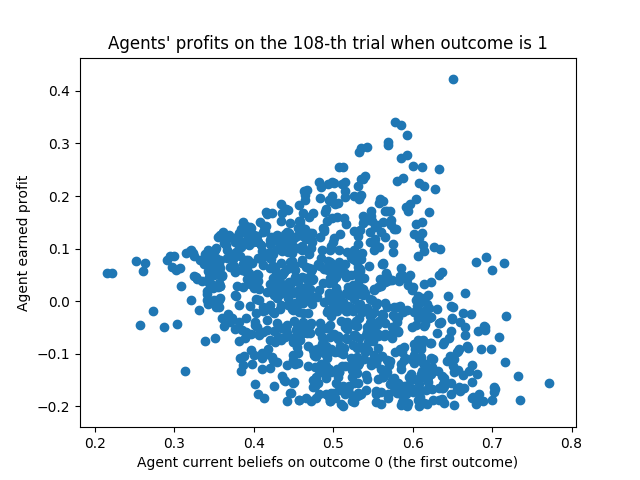 Agents' profits on the 108-th trial when outcome is 1
Agent earned profit
0.4
0.3
0.2
0.1
0.0
−0.1
−0.2
0.2 0.3 0.4 0.5 0.6 0.7 0.8
Agent current beliefs on outcome 0 (the first outcome)